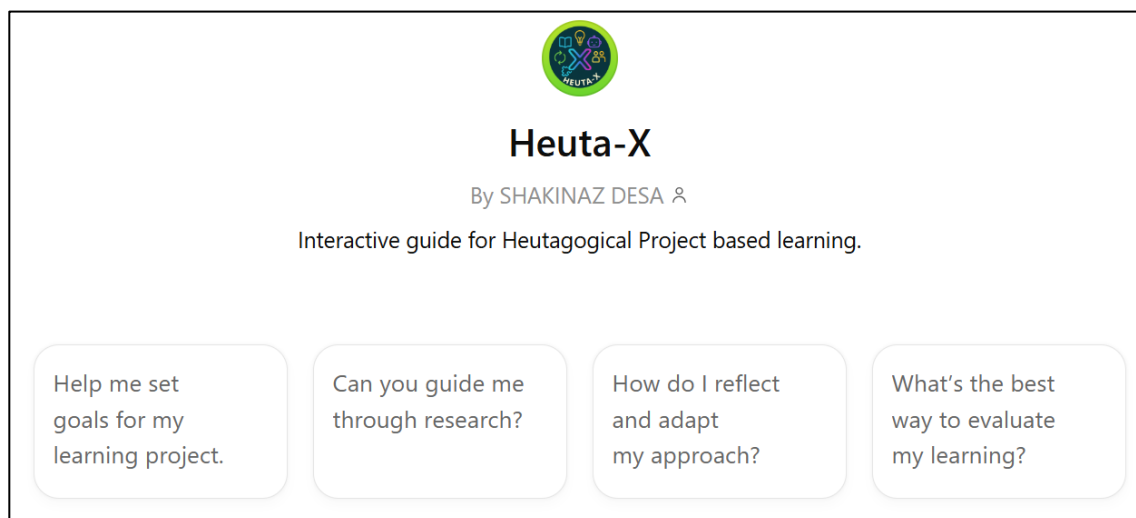 HEUTA-X
Heuta-X
By SHAKINAZ DESA
Interactive guide for Heutagogical Project based learning.
Help me set
goals for my
learning project.
Can you guide me
through research?
How do I reflect
and adapt
my approach?
What's the best
way to evaluate
my learning?